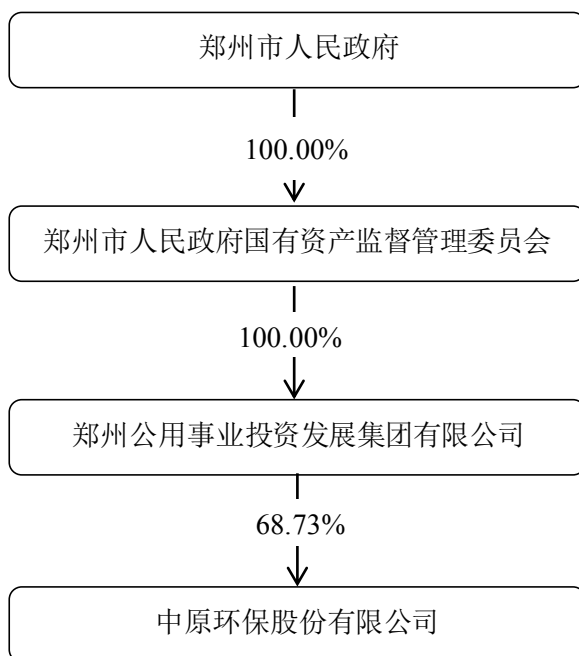 郑州市人民政府
100.00%
郑州市人民政府国有资产监督管理委员会
100.00%
郑州公用事业投资发展集团有限公司
68.73%
中原环保股份有限公司